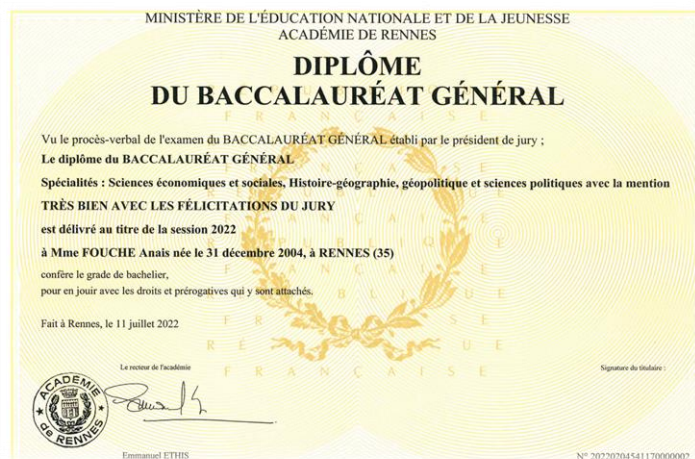 MINISTÈRE DE L'ÉDUCATION NATIONALE ET DE LA JEUNESSE
ACADÉMIE DE RENNES
DIPLÔME
DU BACCALAURÉAT GÉNÉRAL
Vu le procès-verbal de l'examen du BACCALAURÉAT GÉNÉRAL établi par le président de jury ;
Le diplôme du BACCALAURÉAT GÉNÉRAL
Spécialités : Sciences économiques et sociales, Histoire-géographie, géopolitique et sciences politiques avec la mention
TRÈS BIEN AVEC LES FÉLICITATIONS DU JURY
est délivré au titre de la session 2022
à Mme FOUCHE Anaïs née le 31 décembre 2004, à RENNES (35)
confère le grade de bachelier,
pour en jouir avec les droits et prérogatives qui y sont attachés.
Fait à Rennes, le 11 juillet 2022
Le recteur de l'académie
Signature du titulaire :
ACADEMIE de RENNES
Emmanuel ETHIS
N° 20220204541170000002